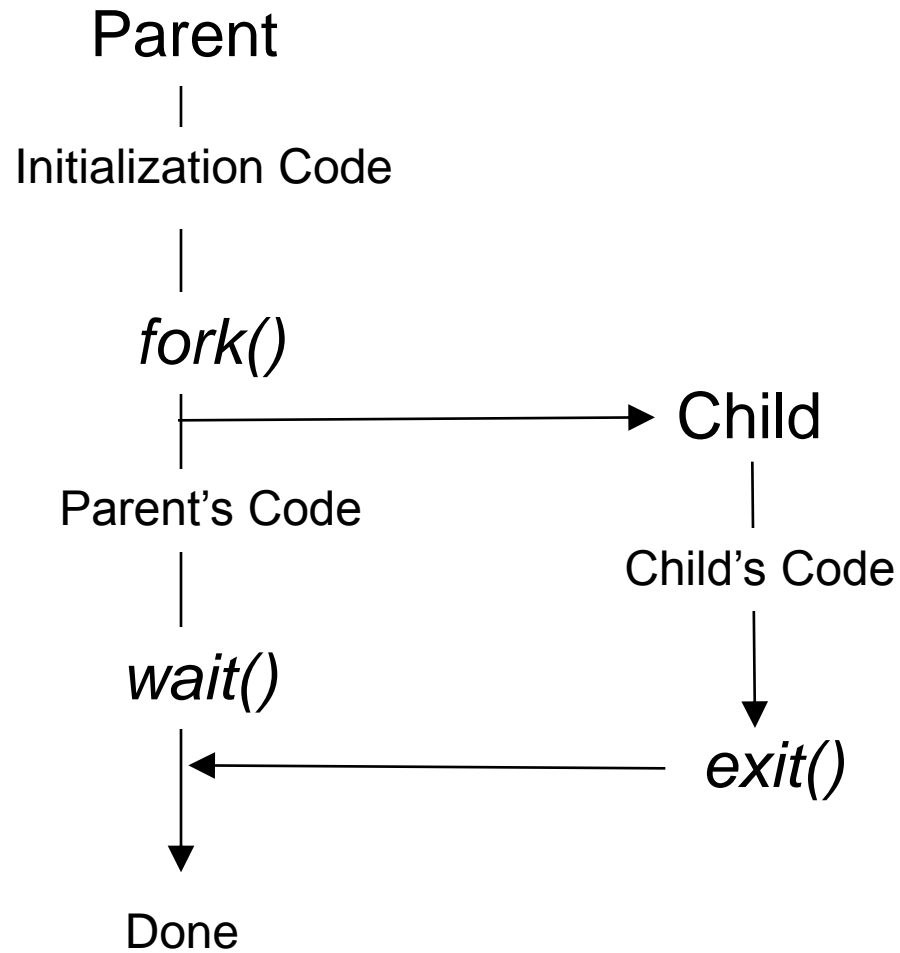 Parent
Initialization Code
fork()
Child
Parent’s Code
Child’s Code
wait()
exit()
Done